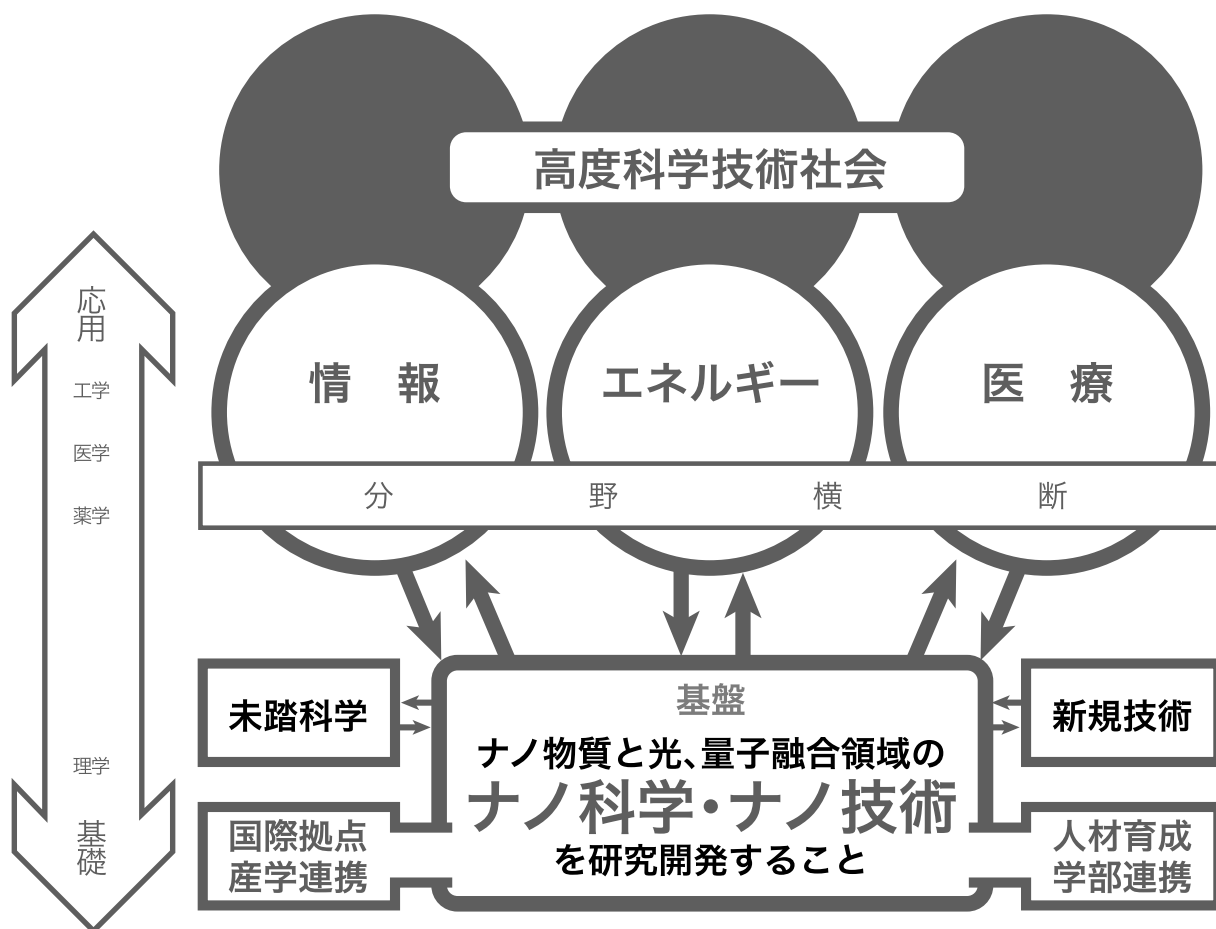 高度科学技術社会
応用
工学
医学
薬学
理学
基礎
情　報
エネルギー
医　療
分　野　横　断
未踏科学
基盤
ナノ物質と光、量子融合領域の
ナノ科学・ナノ技術
を研究開発すること
新規技術
国際拠点
産学連携
人材育成
学部連携